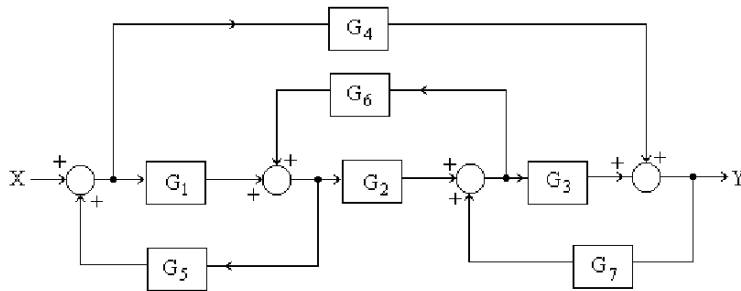 G4
G6
X + G1 + + G2 + G3 + + Y
+ + +
G5 G7